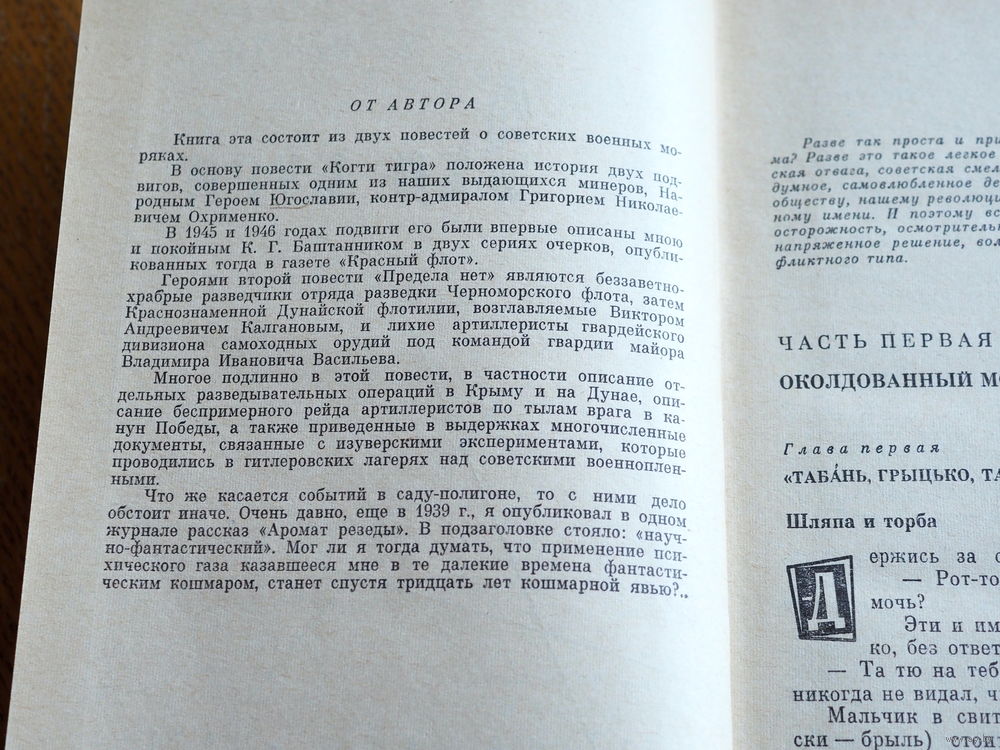 ОТ АВТОРА
Книга эта состоит из двух повестей о советских военных мо-
ряках.
В основу повести «Когти тигра» положена история двух под-
вигов, совершенных одним из наших выдающихся минеров, На-
родным Героем Югославии, контр-адмиралом Григорием Николае-
вичем Охрименко.
В 1945 и 1946 годах подвиги его были впервые описаны мною
и покойным К. Г. Баштанником в двух сериях очерков, опубли-
кованных тогда в газете «Красный флот».
Героями второй повести «Предела нет» являются беззаветно-
храбрые разведчики отряда разведки Черноморского флота, затем
Краснознаменной Дунайской флотилии, возглавляемые Виктором
Андреевичем Калгановым, и лихие артиллеристы гвардейского
дивизиона самоходных орудий под командой гвардии майора
Владимира Ивановича Васильева.
Многое подлинно в этой повести, в частности описание от-
дельных разведывательных операций в Крыму и на Дунае, опи-
сание беспримерного рейда артиллеристов по тылам врага в ка-
нун Победы, а также приведенные в выдержках многочисленные
документы, связанные с изуверскими экспериментами, которые
проводились в гитлеровских лагерях над советскими военноплен-
ными.
Что же касается событий в саду-полигоне, то с ними дело
обстоит иначе. Очень давно, еще в 1939 г., я опубликовал в одном
журнале рассказ «Аромат резеды». В подзаголовке стояло: «науч-
но-фантастический». Мог ли я тогда думать, что применение пси-
хического газа казавшееся мне в те далекие времена фантасти-
ческим кошмаром, станет спустя тридцать лет кошмарной явью?..
Разве так проста и при
ма? Разве это такое легкое
ская отвага, советская смел
думное, самовлюбленное де
обществу, нашему революци
ному имени. И поэтому вс
осторожность, осмотритель
напряженное решение, вол
фликтного типа.
ЧАСТЬ ПЕРВАЯ
ОКОЛДОВАННЫЙ М
Глава первая
«ТАБА́НЬ, ГРЫЦЬКО, ТА
Шляпа и торба
Держись за с
— Рот-то
мочь?
Эти и им
ко, без ответ
— Та тю на теб
никогда не видал, ч
Мальчик в свит
ски — брыль) стоя